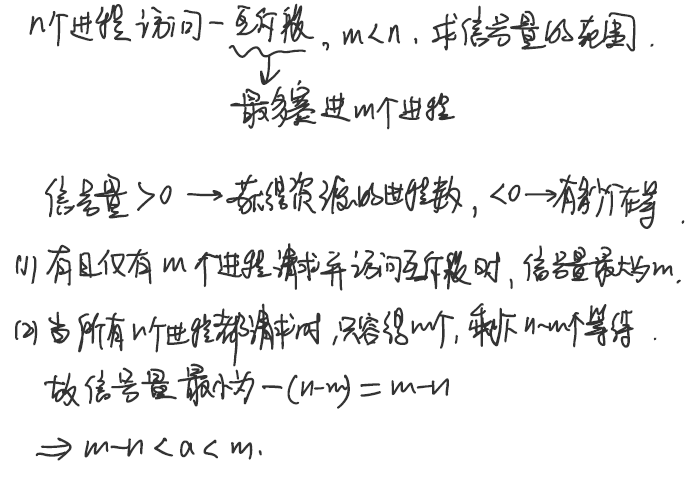 n个进程访问一互斥段，m<n，求信号量的范围．
最多塞进m个进程
信号量>0→获得资源的进程数，<0→有多少个在等．
(1)有且仅有m个进程请求并访问互斥段时，信号量最大为m．
(2)当所有n个进程都请求时，只容得m个，剩下n-m个等待．
故信号量最小为-(n-m)=m-n
⇒m-n<a<m．